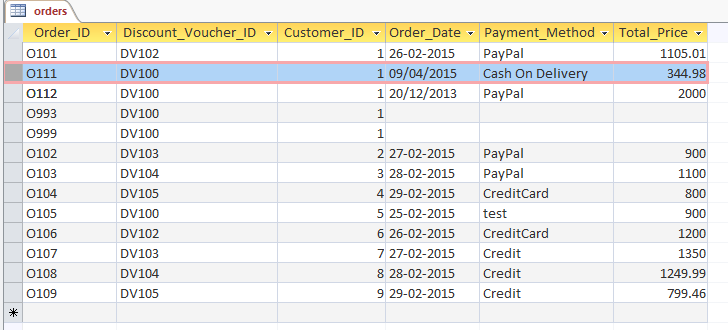 orders
Order_ID Discount_Voucher_ID Customer_ID Order_Date Payment_Method Total_Price
O101 DV102 1 26-02-2015 PayPal 1105.01
O111 DV100 1 09/04/2015 Cash On Delivery 344.98
O112 DV100 1 20/12/2013 PayPal 2000
O993 DV100 1
O999 DV100 1
O102 DV103 2 27-02-2015 PayPal 900
O103 DV104 3 28-02-2015 PayPal 1100
O104 DV105 4 29-02-2015 CreditCard 800
O105 DV100 5 25-02-2015 test 900
O106 DV102 6 26-02-2015 CreditCard 1200
O107 DV103 7 27-02-2015 Credit 1350
O108 DV104 8 28-02-2015 Credit 1249.99
O109 DV105 9 29-02-2015 Credit 799.46